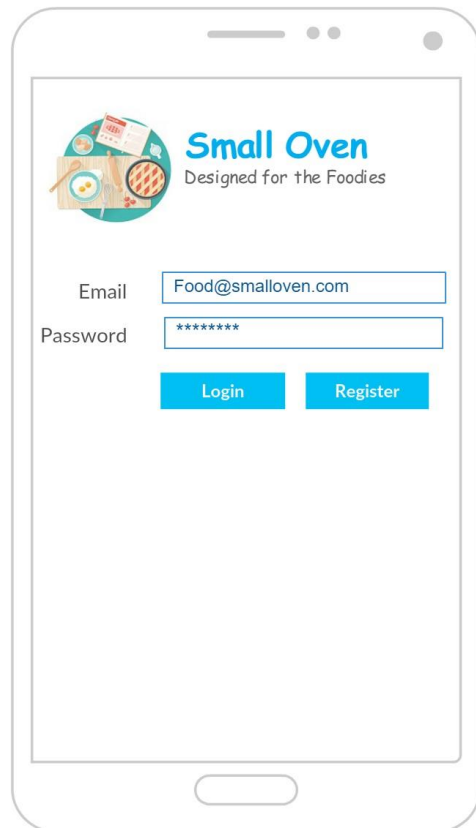 Small Oven
Designed for the Foodies
Email
Food@smalloven.com
Password
********
Login
Register